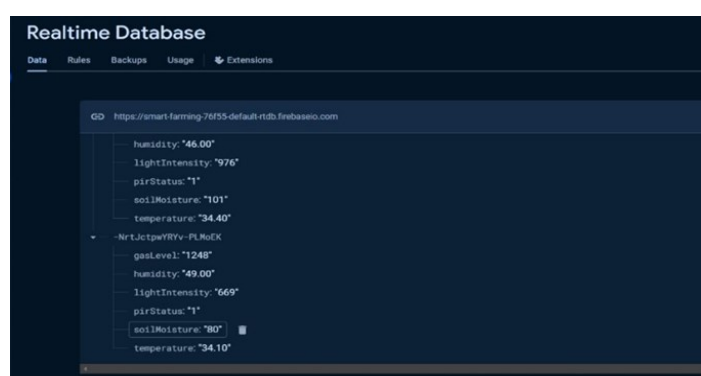 Realtime Database
Data Rules Backups Usage Extensions
https://smart-farming-76f55-default-rtdb.firebaseio.com
humidity:"46.00"
lightIntensity:"976"
pirStatus:"1"
soilMoisture:"101"
temperature:"34.40"
-NrtJctpwYRYv-PLMoEK
gasLevel:"1248"
humidity:"49.00"
lightIntensity:"669"
pirStatus:"1"
soilMoisture:"80"
temperature:"34.10"